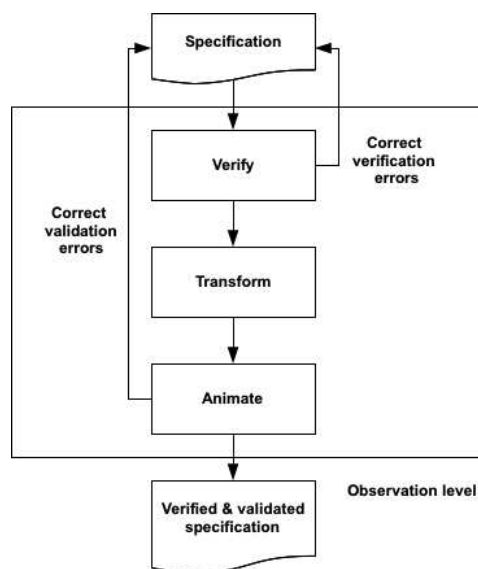 Specification
Verify
Correct
verification
errors
Correct
validation
errors
Transform
Animate
Observation level
Verified & validated
specification